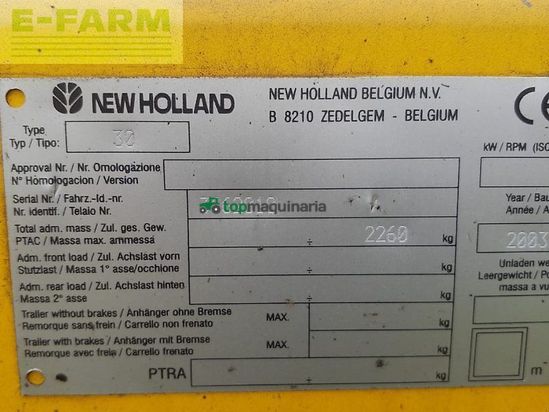 E-FARM
NEW HOLLAND
NEW HOLLAND BELGIUM N.V.
B 8210 ZEDELGEM - BELGIUM
CE
Type
Typ / Tipo:
30
kW / RPM (ISO
Approval Nr. / Nr. Omologazione
N° Homologacion / Version
Serial Nr. / Fahrz.-Id.-nr.
Nr. identif. / Telaio Nr.
topmaquinaria
Year / Bau
Année / A
Total adm. mass / Zul. ges. Gew.
PTAC / Massa max. ammessa
÷ 2260 kg
2003
Adm. front load / Zul. Achslast vorn
Stutzlast / Massa 1° asse/occhione
÷ kg
Unladen we
Leergewicht / Po
massa a vu
Adm. rear load / Zul. Achslast hinten
Massa 2° asse
÷ kg
Trailer without brakes / Anhänger ohne Bremse
Remorque sans frein / Carrello non frenato
MAX. kg
Trailer with brakes / Anhänger mit Bremse
Remorque avec frein / Carrello frenato
MAX. kg
PTRA ÷ kg
m